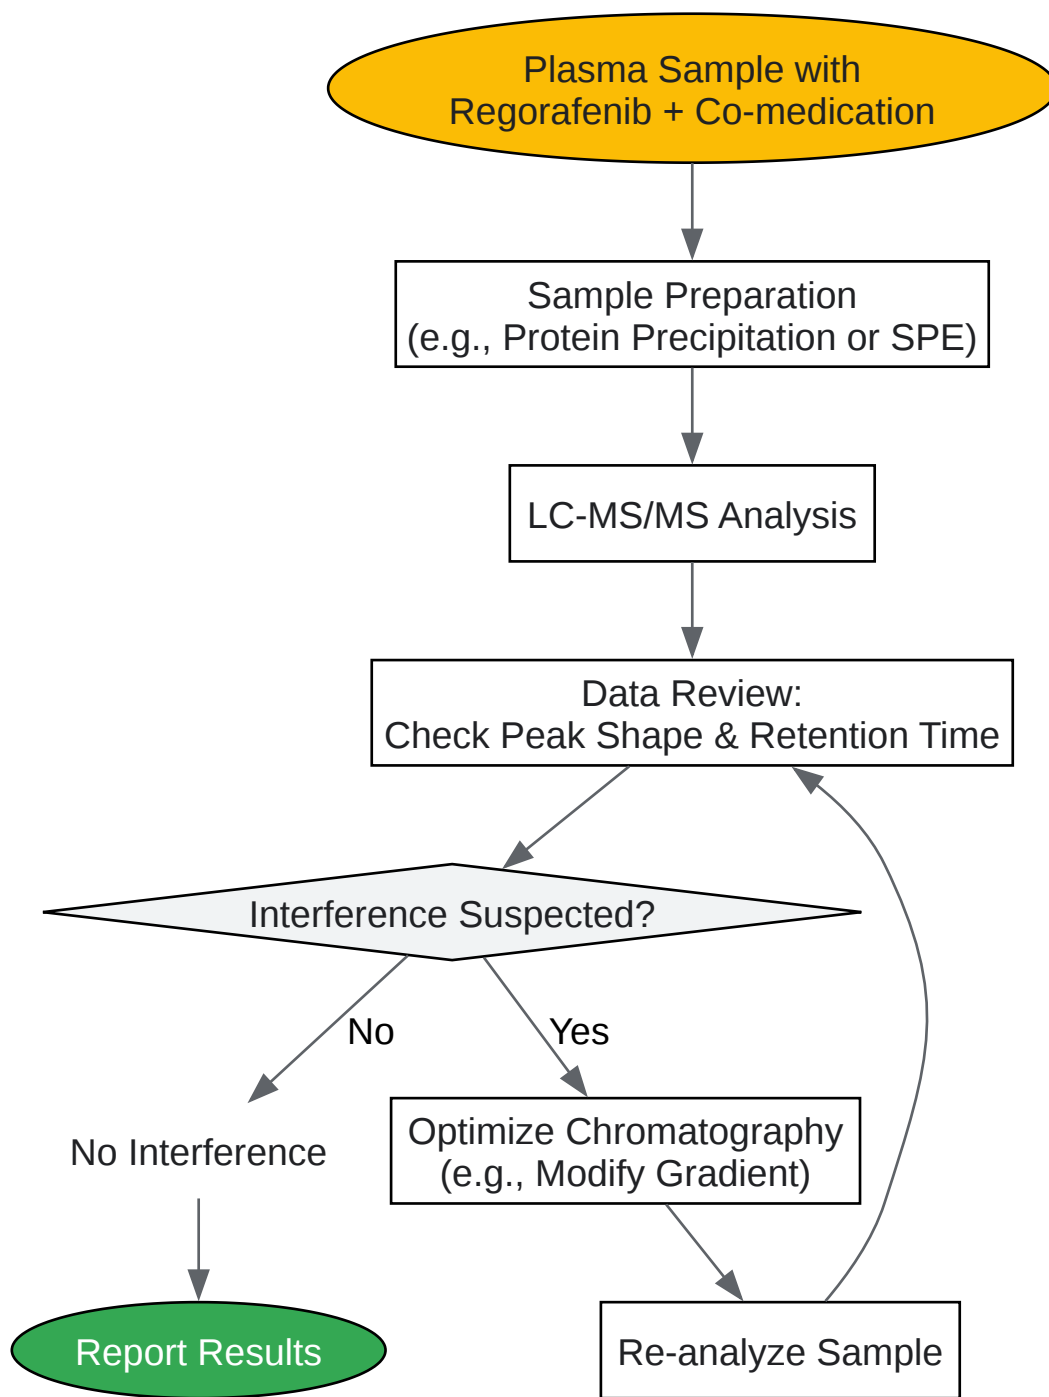 Plasma Sample with
Regorafenib + Co-medication
Sample Preparation
(e.g., Protein Precipitation or SPE)
LC-MS/MS Analysis
Data Review:
Check Peak Shape & Retention Time
Interference Suspected?
No
Yes
No Interference
Optimize Chromatography
(e.g., Modify Gradient)
Report Results
Re-analyze Sample